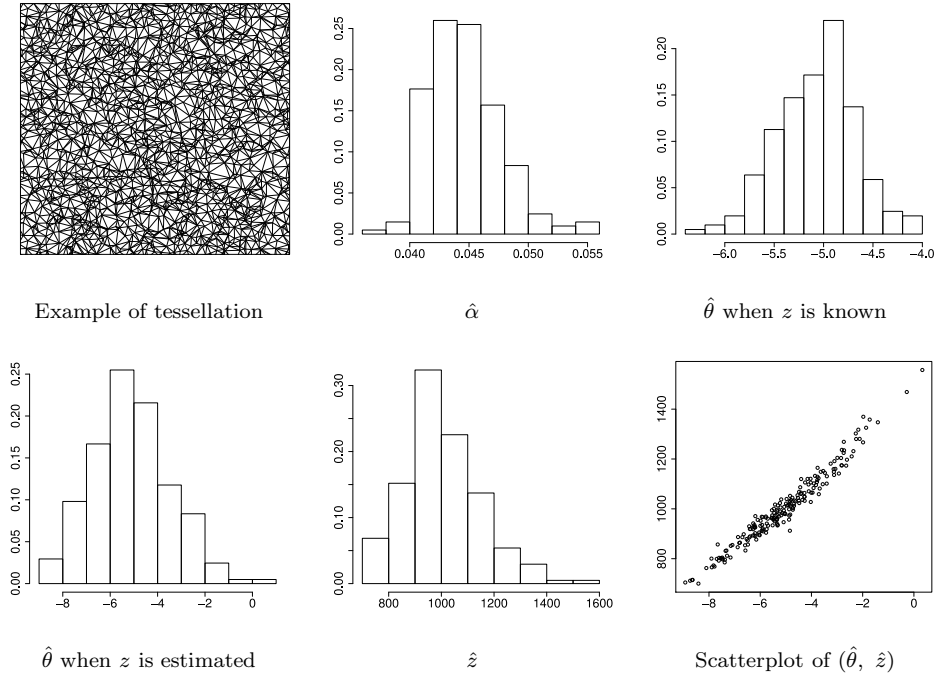 0.00 0.05 0.10 0.15 0.20 0.25
0.040 0.045 0.050 0.055
0.00 0.05 0.10 0.15 0.20
−6.0 −5.5 −5.0 −4.5 −4.0
Example of tessellation
α̂
θ̂ when z is known
0.00 0.05 0.10 0.15 0.20 0.25
−8 −6 −4 −2 0
0.00 0.10 0.20 0.30
800 1000 1200 1400 1600
800 1000 1200 1400
−8 −6 −4 −2 0
θ̂ when z is estimated
ẑ
Scatterplot of (θ̂, ẑ)